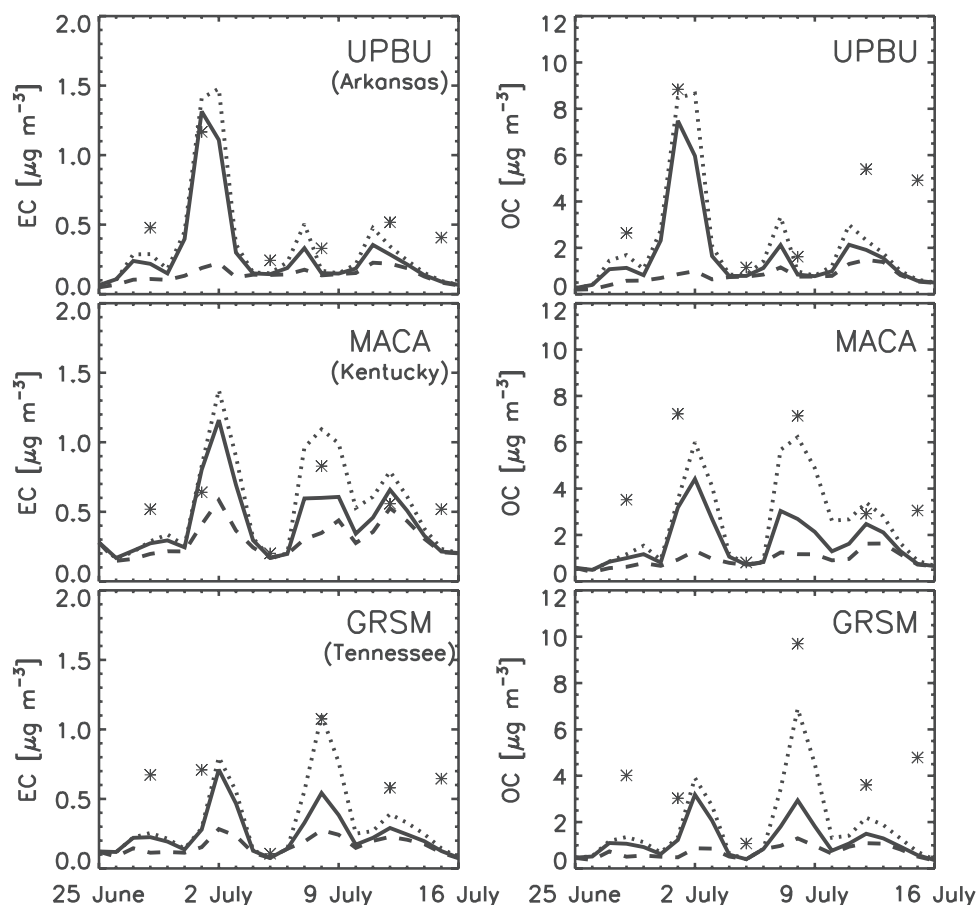 2.0
1.5
1.0
0.5
0.0
EC [μg m⁻³]
UPBU
(Arkansas)
12
10
8
6
4
2
0
OC [μg m⁻³]
UPBU
2.0
1.5
1.0
0.5
0.0
EC [μg m⁻³]
MACA
(Kentucky)
12
10
8
6
4
2
0
OC [μg m⁻³]
MACA
2.0
1.5
1.0
0.5
0.0
EC [μg m⁻³]
GRSM
(Tennessee)
12
10
8
6
4
2
0
OC [μg m⁻³]
GRSM
25 June 2 July 9 July 16 July
25 June 2 July 9 July 16 July